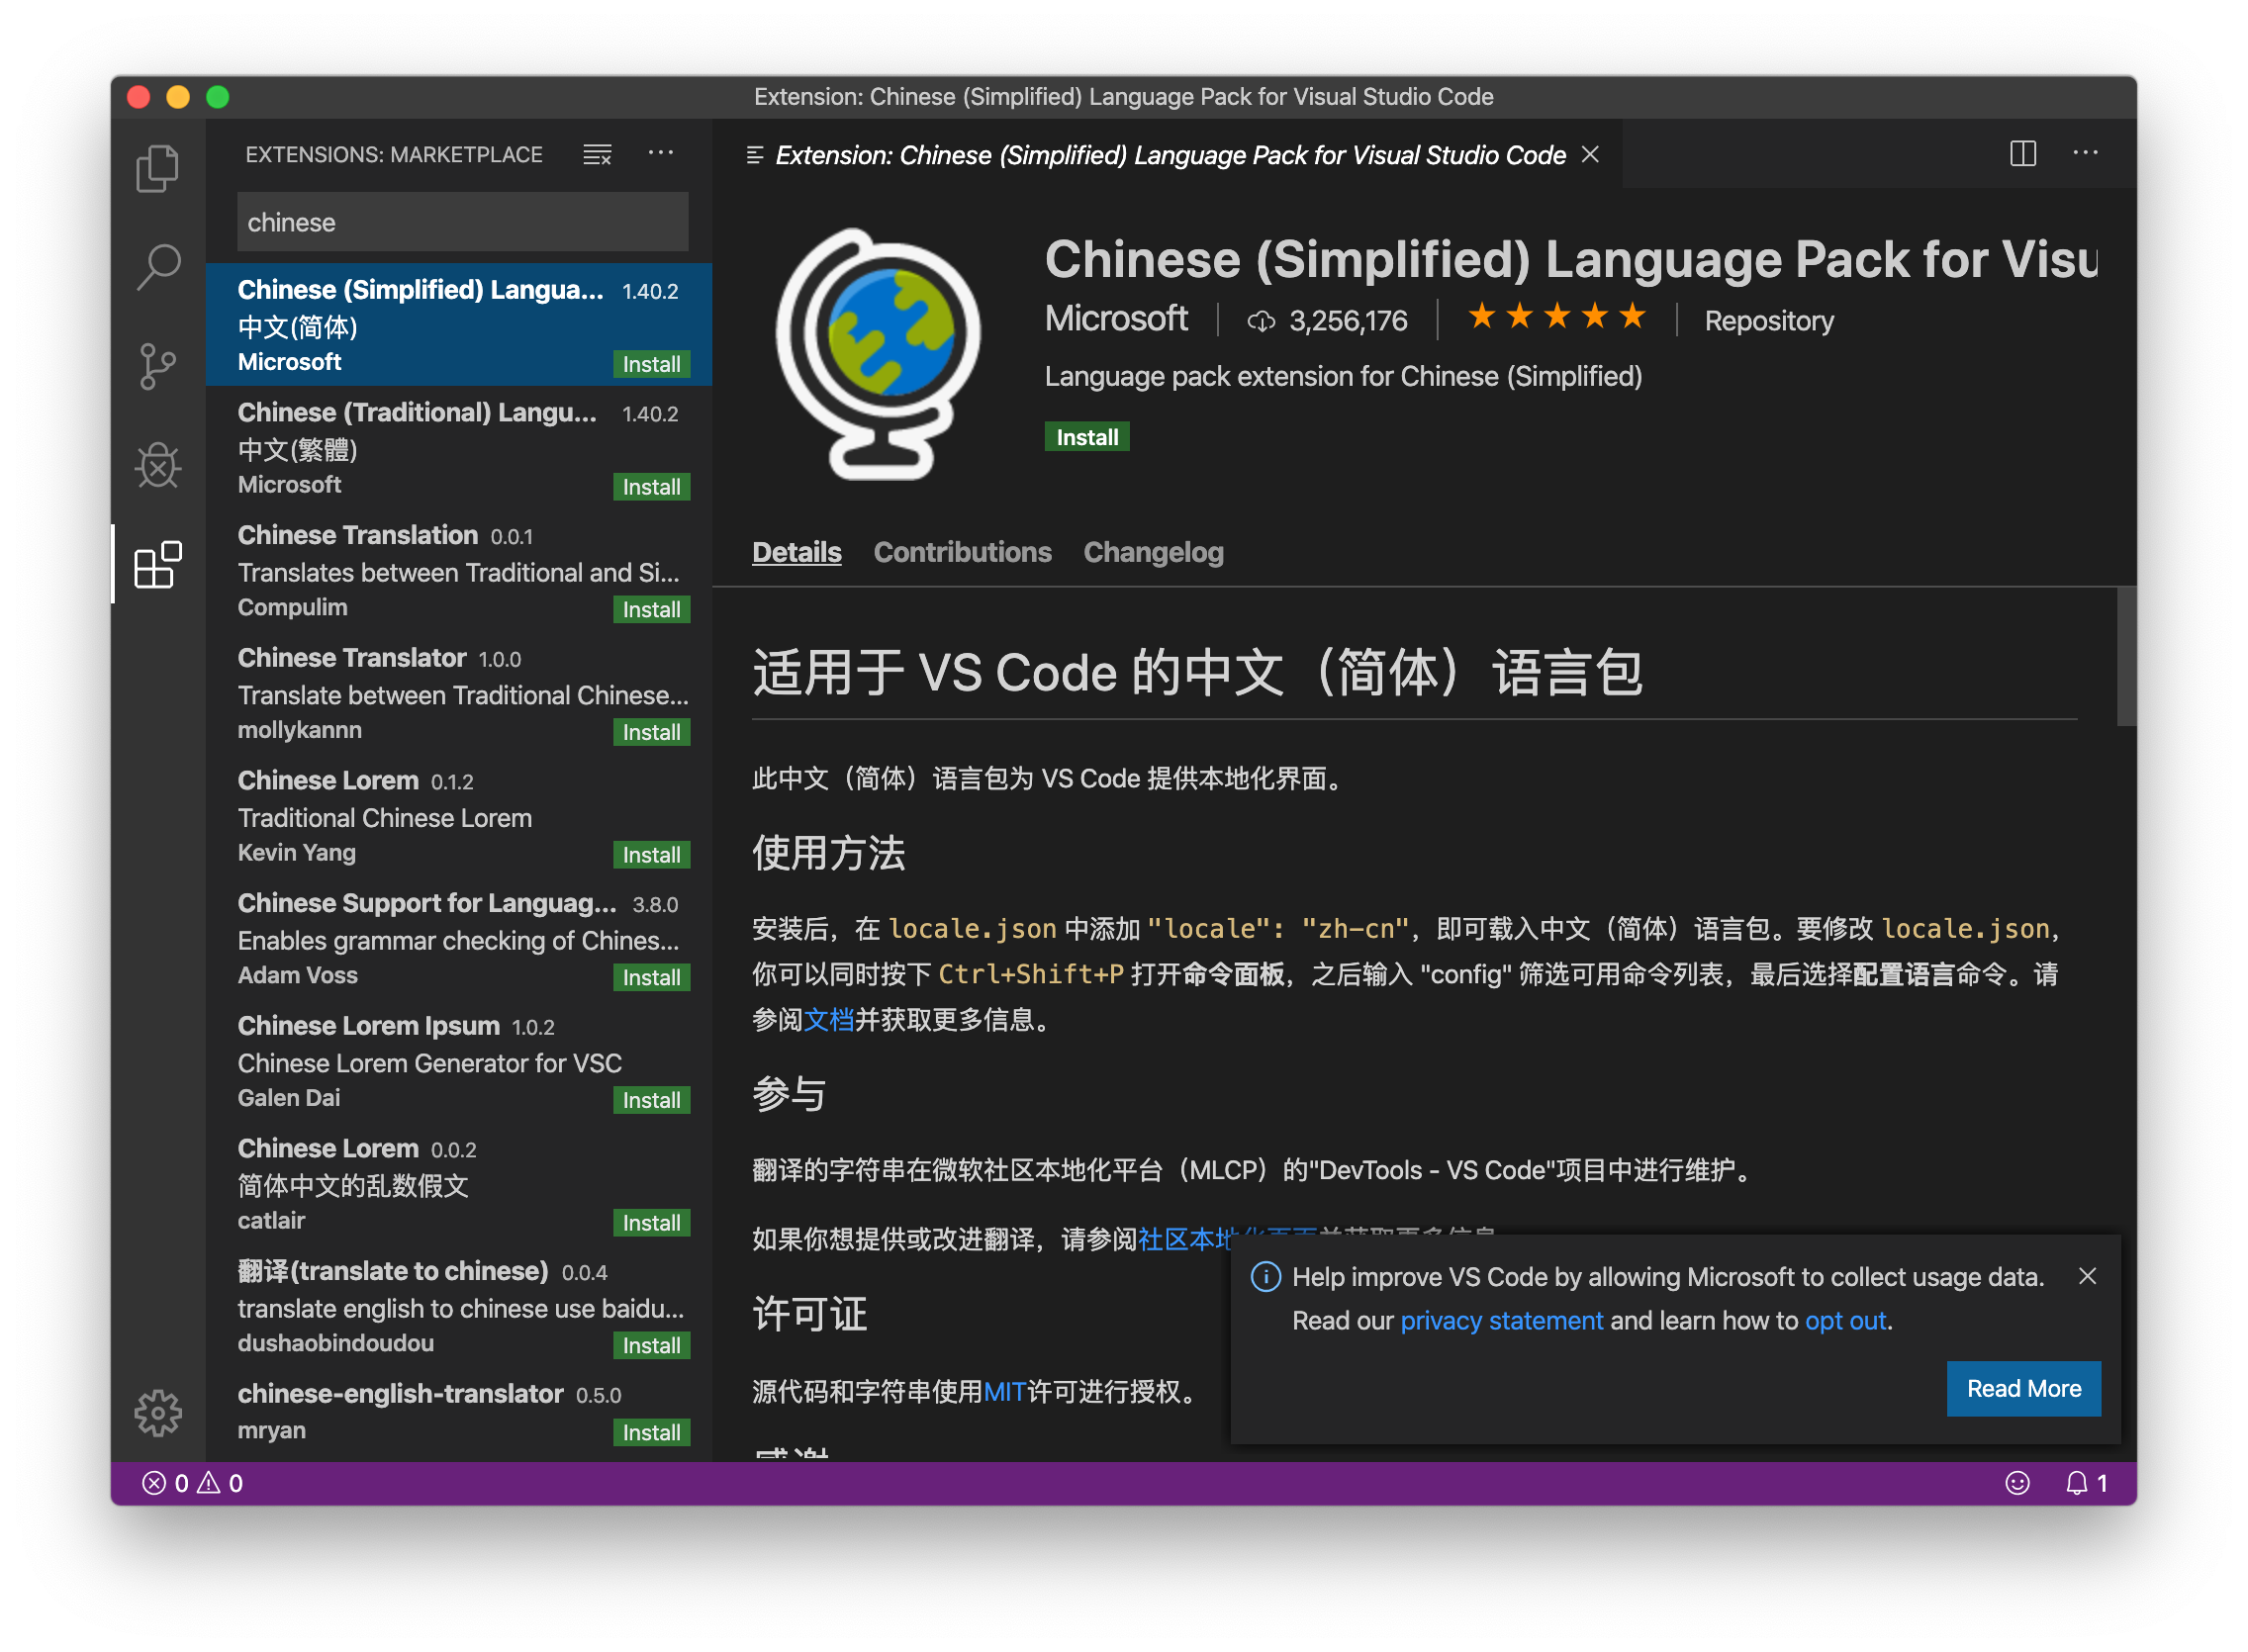 Extension: Chinese (Simplified) Language Pack for Visual Studio Code
EXTENSIONS: MARKETPLACE
chinese
Chinese (Simplified) Langua... 1.40.2
中文(简体)
Microsoft Install
Chinese (Traditional) Langu... 1.40.2
中文(繁體)
Microsoft Install
Chinese Translation 0.0.1
Translates between Traditional and Si...
Compulim Install
Chinese Translator 1.0.0
Translate between Traditional Chinese...
mollykannn Install
Chinese Lorem 0.1.2
Traditional Chinese Lorem
Kevin Yang Install
Chinese Support for Languag... 3.8.0
Enables grammar checking of Chines...
Adam Voss Install
Chinese Lorem Ipsum 1.0.2
Chinese Lorem Generator for VSC
Galen Dai Install
Chinese Lorem 0.0.2
简体中文的乱数假文
catlair Install
翻译(translate to chinese) 0.0.4
translate english to chinese use baidu...
dushaobindoudou Install
chinese-english-translator 0.5.0
mryan Install
Extension: Chinese (Simplified) Language Pack for Visual Studio Code
Chinese (Simplified) Language Pack for Visu
Microsoft 3,256,176 Repository
Language pack extension for Chinese (Simplified)
Install
Details Contributions Changelog
适用于 VS Code 的中文（简体）语言包
此中文（简体）语言包为 VS Code 提供本地化界面。
使用方法
安装后，在 locale.json 中添加 "locale": "zh-cn"，即可载入中文（简体）语言包。要修改 locale.json，
你可以同时按下 Ctrl+Shift+P 打开命令面板，之后输入 "config" 筛选可用命令列表，最后选择配置语言命令。请
参阅文档并获取更多信息。
参与
翻译的字符串在微软社区本地化平台（MLCP）的"DevTools - VS Code"项目中进行维护。
如果你想提供或改进翻译，请参阅社区本地
许可证
源代码和字符串使用MIT许可进行授权。
Help improve VS Code by allowing Microsoft to collect usage data.
Read our privacy statement and learn how to opt out.
Read More
0 0
1